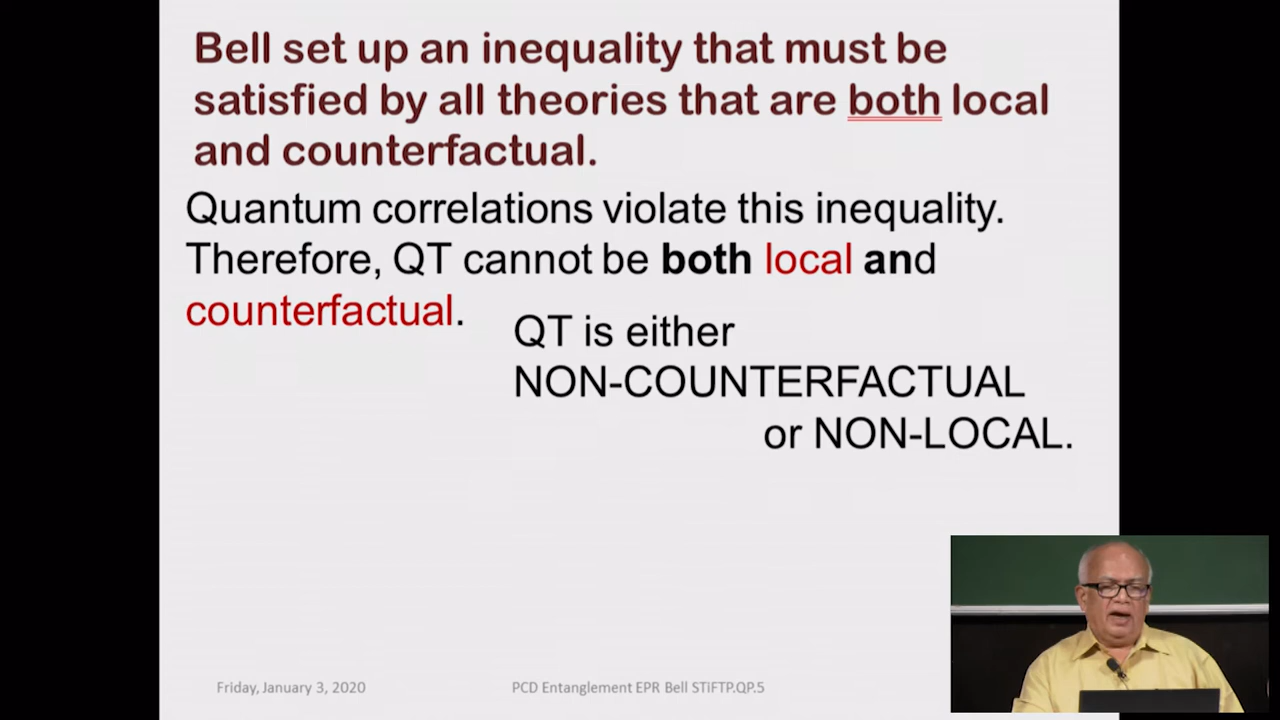 Bell set up an inequality that must be
satisfied by all theories that are both local
and counterfactual.
Quantum correlations violate this inequality.
Therefore, QT cannot be both local and
counterfactual.
QT is either
NON-COUNTERFACTUAL
or NON-LOCAL.
Friday, January 3, 2020
PCD Entanglement EPR Bell STiFTP.QP.5